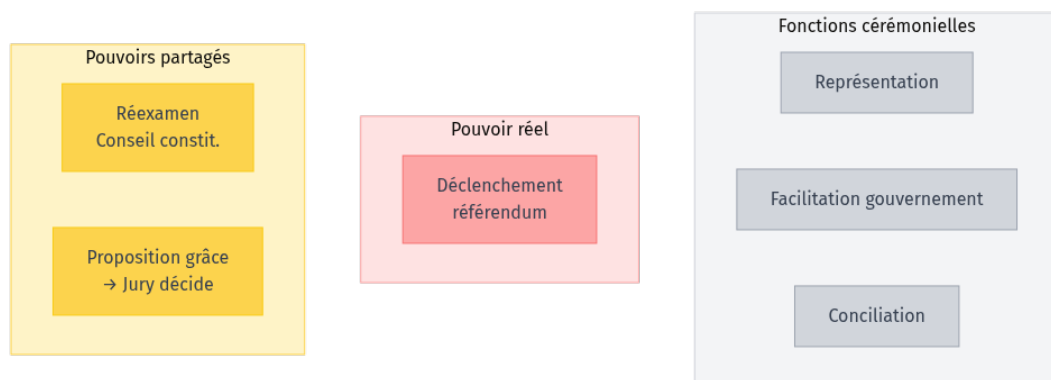 Pouvoirs partagés
Réexamen
Conseil constit.
Proposition grâce
→ Jury décide
Pouvoir réel
Déclenchement
référendum
Fonctions cérémonielles
Représentation
Facilitation gouvernement
Conciliation